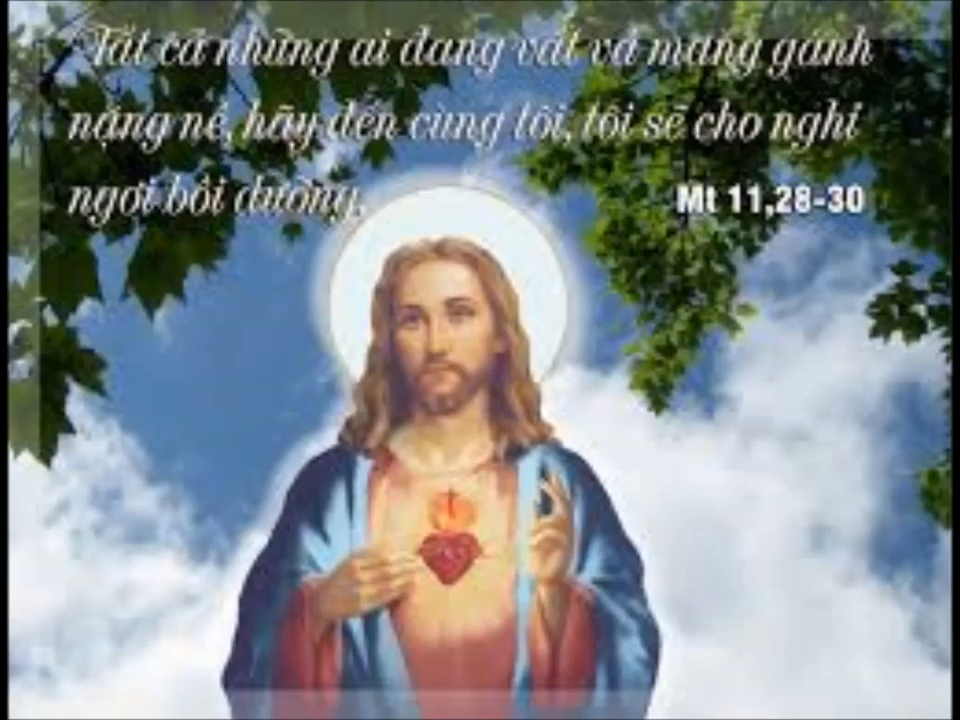 Tất cả những ai đang vất vả mang gánh
nặng nề, hãy đến cùng tôi, tôi sẽ cho nghỉ
ngơi bồi dưỡng,
Mt 11,28-30